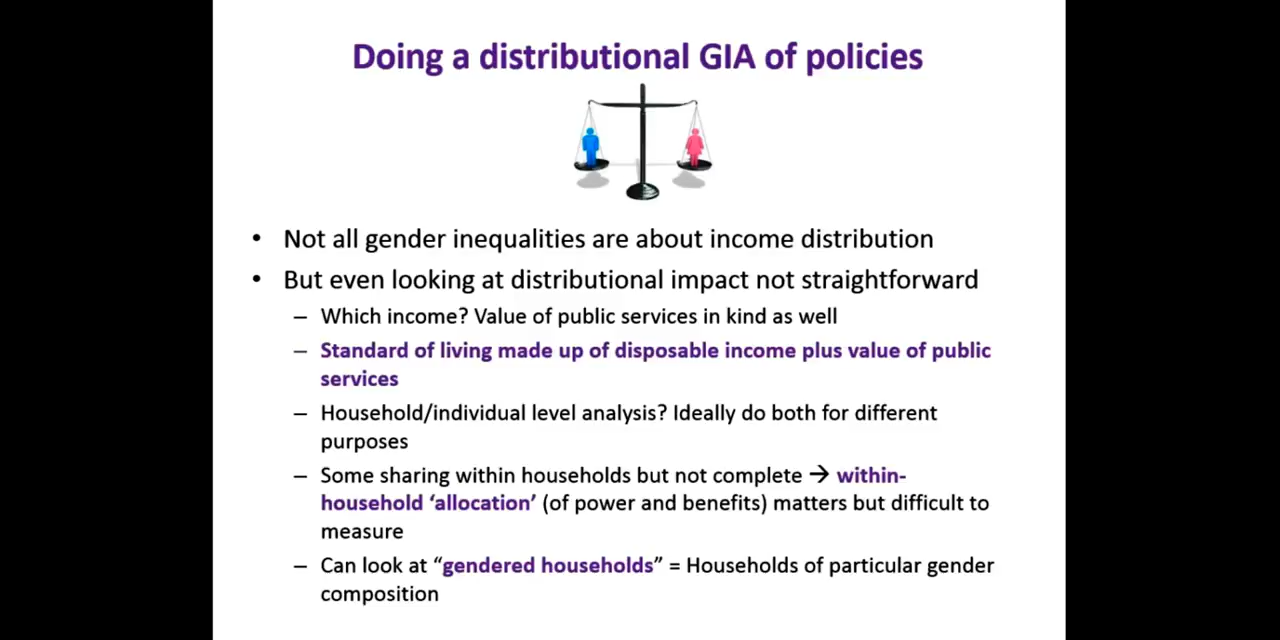 Doing a distributional GIA of policies
• Not all gender inequalities are about income distribution
• But even looking at distributional impact not straightforward
– Which income? Value of public services in kind as well
– Standard of living made up of disposable income plus value of public
services
– Household/individual level analysis? Ideally do both for different
purposes
– Some sharing within households but not complete → within-
household ‘allocation’ (of power and benefits) matters but difficult to
measure
– Can look at “gendered households” = Households of particular gender
composition